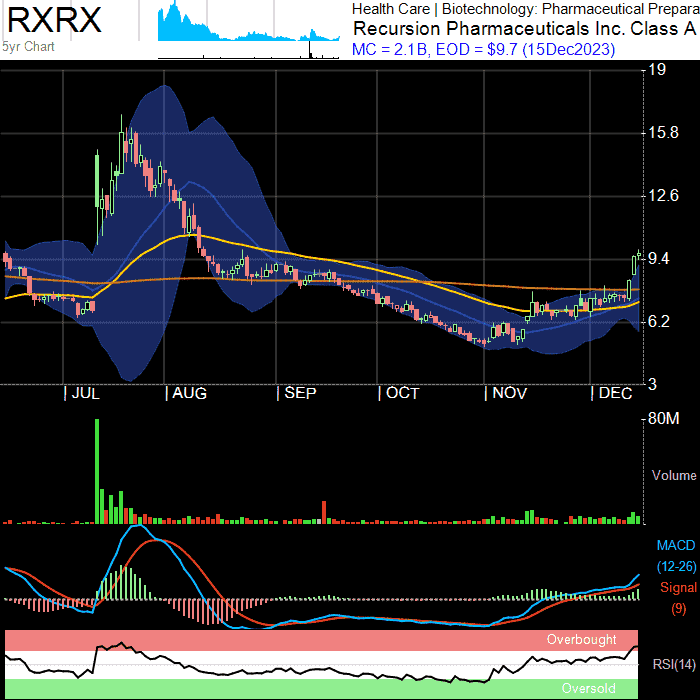 RXRX
5yr Chart
Health Care | Biotechnology: Pharmaceutical Prepara
Recursion Pharmaceuticals Inc. Class A
MC = 2.1B, EOD = $9.7 (15Dec2023)
19
15.8
12.6
9.4
6.2
3
| JUL | AUG | SEP | OCT | NOV | DEC
80M
Volume
MACD
(12-26)
Signal
(9)
Overbought
RSI(14)
Oversold